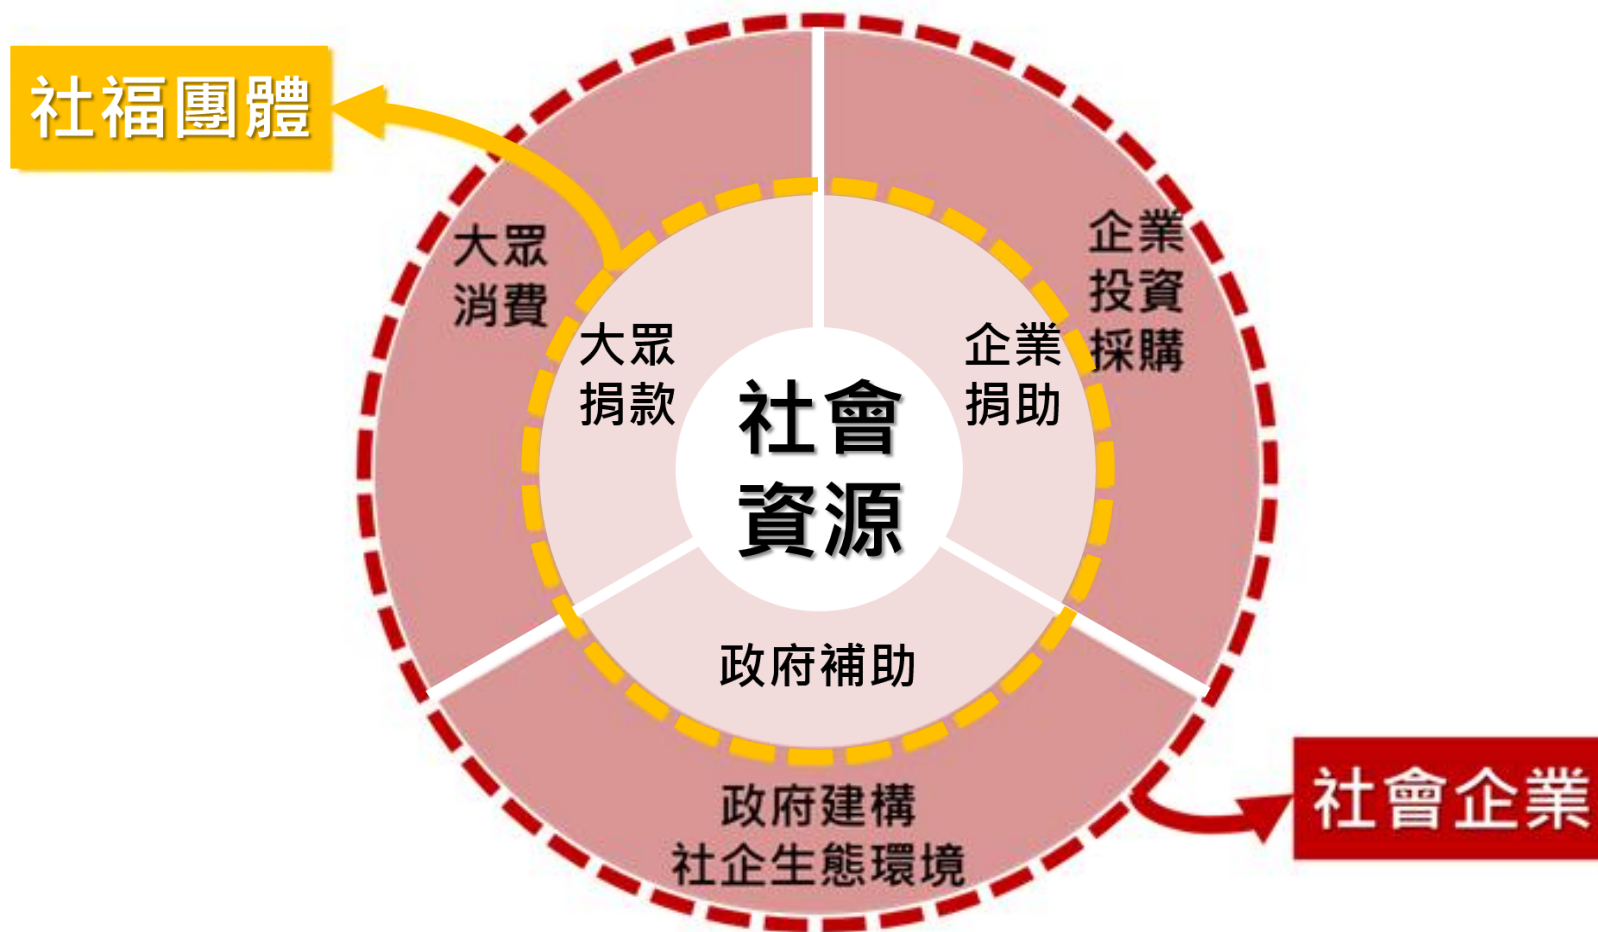 社福團體
大眾
消費
企業
投資
採購
大眾
捐款
企業
捐助
社會
資源
政府補助
政府建構
社企生態環境
社會企業